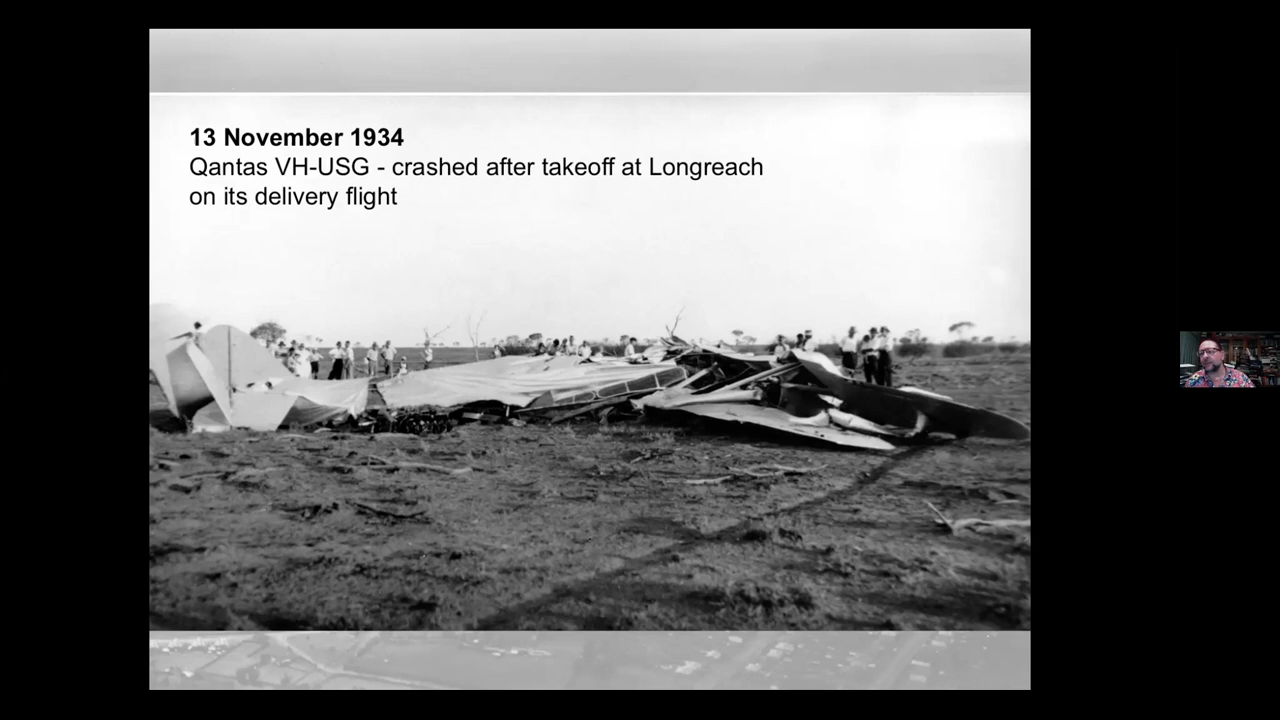 13 November 1934
Qantas VH-USG - crashed after takeoff at Longreach
on its delivery flight